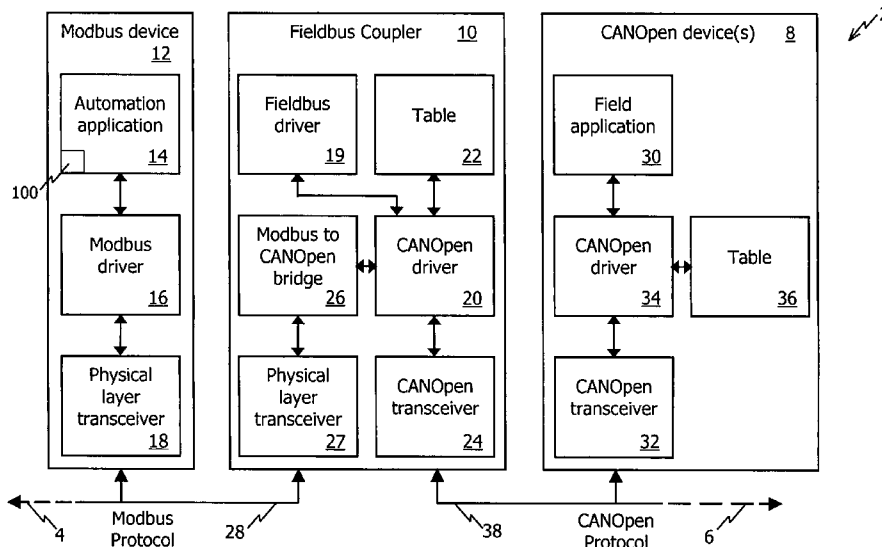 Modbus device
12
Automation
application
14
100
Modbus
driver
16
Physical
layer
transceiver
18
Fieldbus Coupler 10
Fieldbus
driver
19
Table
22
Modbus to
CANOpen
bridge
26
CANOpen
driver
20
Physical layer
transceiver
27
CANOpen
transceiver
24
CANOpen device(s) 8
Field
application
30
CANOpen
driver
34
Table
36
CANOpen
transceiver
32
4
Modbus
Protocol
28
38
CANOpen
Protocol
6